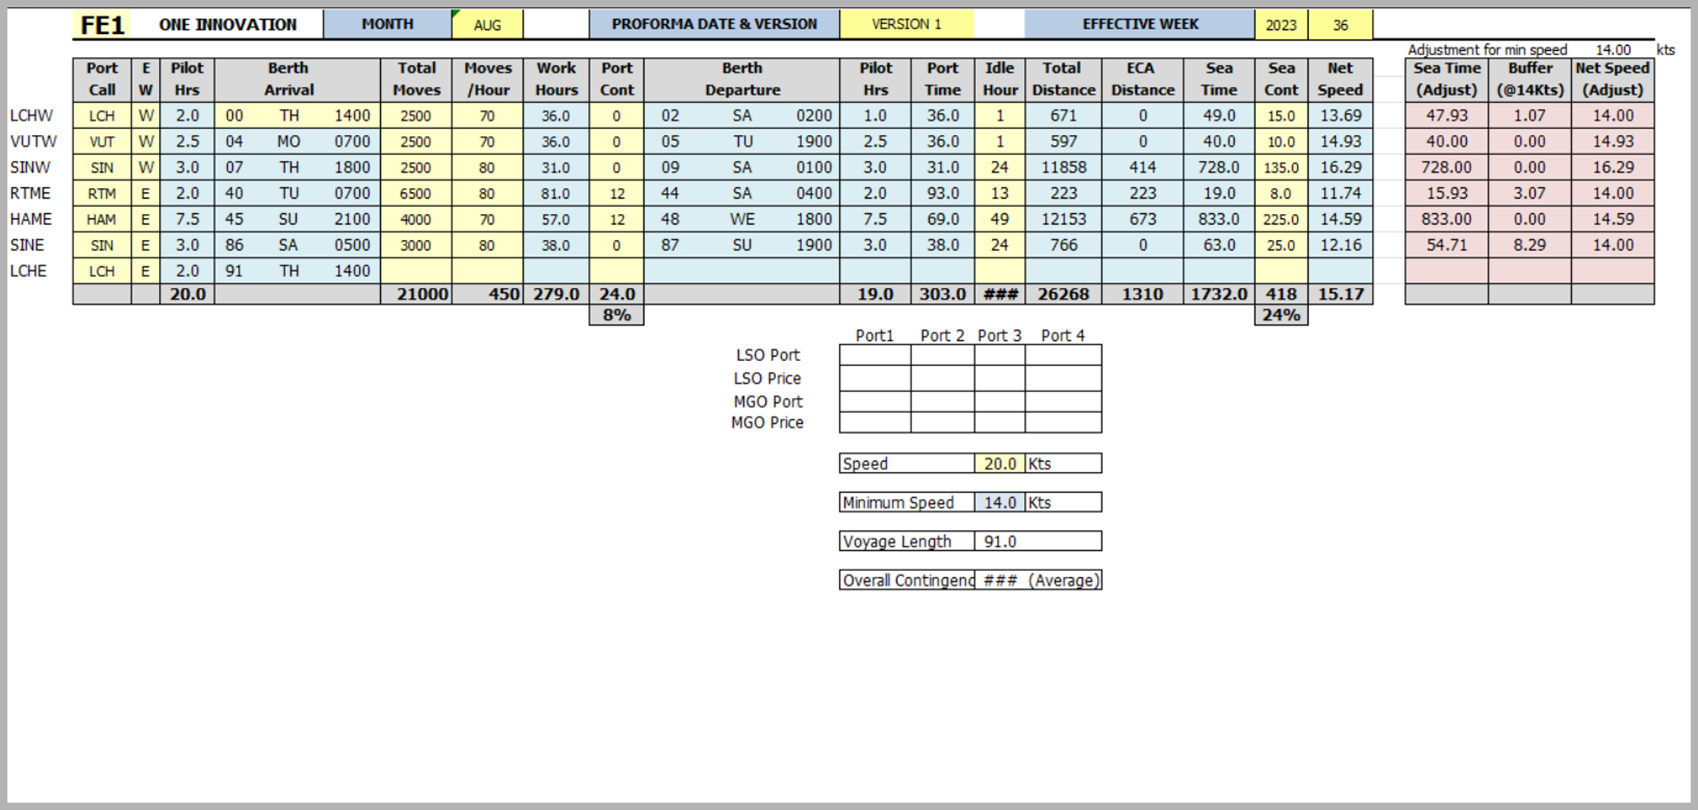 FE1 ONE INNOVATION MONTH AUG PROFORMA DATE & VERSION VERSION 1 EFFECTIVE WEEK 2023 36
Adjustment for min speed 14.00 kts
Port E Pilot Berth Total Moves Work Port Berth Pilot Port Idle Total ECA Sea Sea Net Sea Time Buffer Net Speed
Call W Hrs Arrival Moves /Hour Hours Cont Departure Hrs Time Hour Distance Distance Time Cont Speed (Adjust) (@14Kts) (Adjust)
LCHW LCH W 2.0 00 TH 1400 2500 70 36.0 0 02 SA 0200 1.0 36.0 1 671 0 49.0 15.0 13.69 47.93 1.07 14.00
VUTW VUT W 2.5 04 MO 0700 2500 70 36.0 0 05 TU 1900 2.5 36.0 1 597 0 40.0 10.0 14.93 40.00 0.00 14.93
SINW SIN W 3.0 07 TH 1800 2500 80 31.0 0 09 SA 0100 3.0 31.0 24 11858 414 728.0 135.0 16.29 728.00 0.00 16.29
RTME RTM E 2.0 40 TU 0700 6500 80 81.0 12 44 SA 0400 2.0 93.0 13 223 223 19.0 8.0 11.74 15.93 3.07 14.00
HAME HAM E 7.5 45 SU 2100 4000 70 57.0 12 48 WE 1800 7.5 69.0 49 12153 673 833.0 225.0 14.59 833.00 0.00 14.59
SINE SIN E 3.0 86 SA 0500 3000 80 38.0 0 87 SU 1900 3.0 38.0 24 766 0 63.0 25.0 12.16 54.71 8.29 14.00
LCHE LCH E 2.0 91 TH 1400
20.0 21000 450 279.0 24.0 19.0 303.0 ### 26268 1310 1732.0 418 15.17
8% 24%
Port1 Port 2 Port 3 Port 4
LSO Port
LSO Price
MGO Port
MGO Price
Speed 20.0 Kts
Minimum Speed 14.0 Kts
Voyage Length 91.0
Overall Contingenc ### (Average)